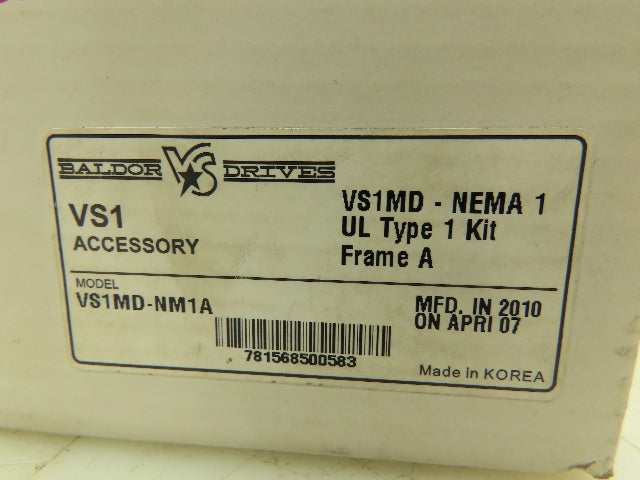 BALDOR VS DRIVES
VS1
ACCESSORY
VS1MD - NEMA 1
UL Type 1 Kit
Frame A
MODEL
VS1MD-NM1A
MFD. IN 2010
ON APRI 07
781568500583
Made in KOREA